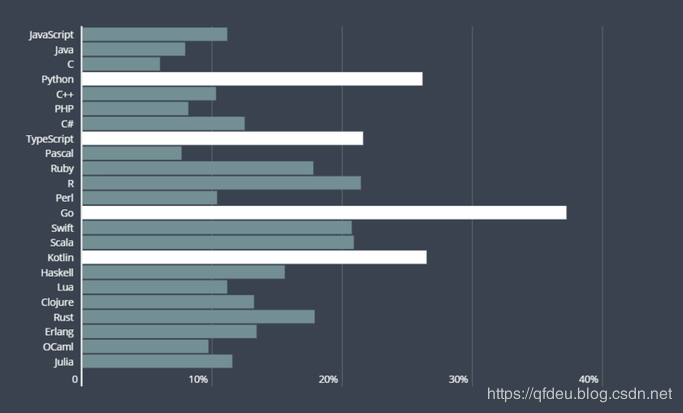 JavaScript
Java
C
Python
C++
PHP
C#
TypeScript
Pascal
Ruby
R
Perl
Go
Swift
Scala
Kotlin
Haskell
Lua
Clojure
Rust
Erlang
OCaml
Julia
0 10% 20% 30% 40%
https://qfdeu.blog.csdn.net